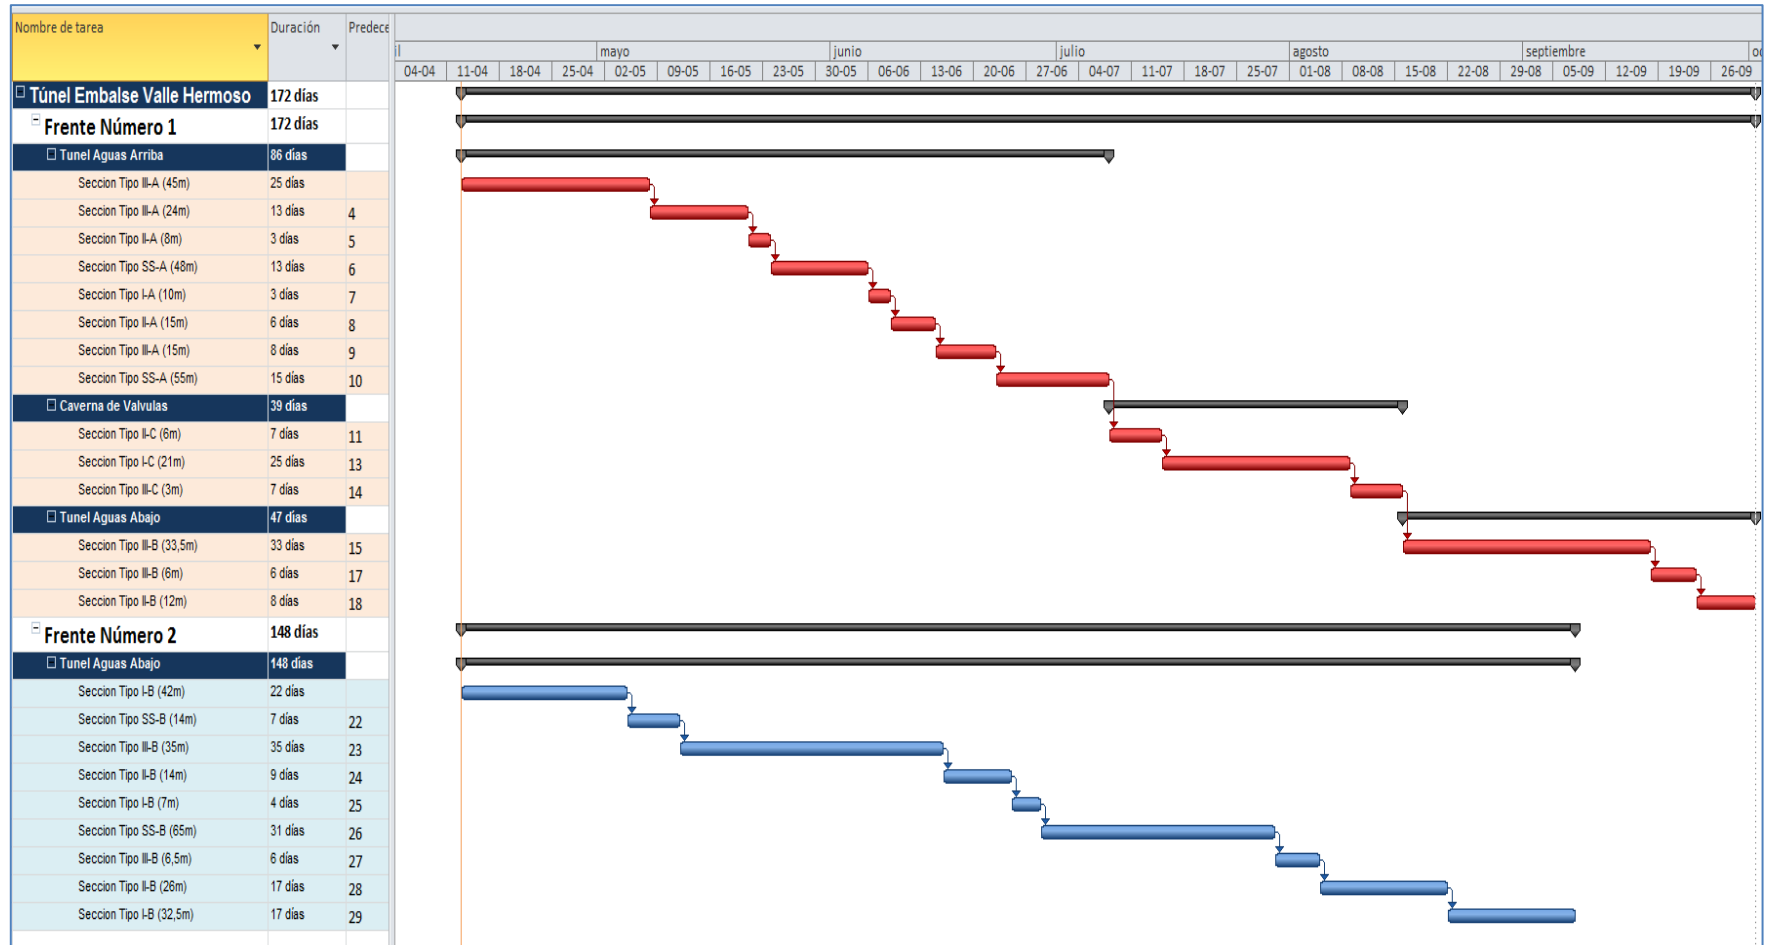 Nombre de tarea Duración Predece
il mayo junio julio agosto septiembre oc
04-04 11-04 18-04 25-04 02-05 09-05 16-05 23-05 30-05 06-06 13-06 20-06 27-06 04-07 11-07 18-07 25-07 01-08 08-08 15-08 22-08 29-08 05-09 12-09 19-09 26-09
Túnel Embalse Valle Hermoso 172 días
Frente Número 1 172 días
Tunel Aguas Arriba 86 días
Seccion Tipo III-A (45m) 25 días
Seccion Tipo III-A (24m) 13 días 4
Seccion Tipo II-A (8m) 3 días 5
Seccion Tipo SS-A (48m) 13 días 6
Seccion Tipo I-A (10m) 3 días 7
Seccion Tipo II-A (15m) 6 días 8
Seccion Tipo III-A (15m) 8 días 9
Seccion Tipo SS-A (55m) 15 días 10
Caverna de Valvulas 39 días
Seccion Tipo II-C (6m) 7 días 11
Seccion Tipo I-C (21m) 25 días 13
Seccion Tipo III-C (3m) 7 días 14
Tunel Aguas Abajo 47 días
Seccion Tipo III-B (33,5m) 33 días 15
Seccion Tipo III-B (6m) 6 días 17
Seccion Tipo II-B (12m) 8 días 18
Frente Número 2 148 días
Tunel Aguas Abajo 148 días
Seccion Tipo I-B (42m) 22 días
Seccion Tipo SS-B (14m) 7 días 22
Seccion Tipo III-B (35m) 35 días 23
Seccion Tipo II-B (14m) 9 días 24
Seccion Tipo I-B (7m) 4 días 25
Seccion Tipo SS-B (65m) 31 días 26
Seccion Tipo III-B (6,5m) 6 días 27
Seccion Tipo II-B (26m) 17 días 28
Seccion Tipo I-B (32,5m) 17 días 29